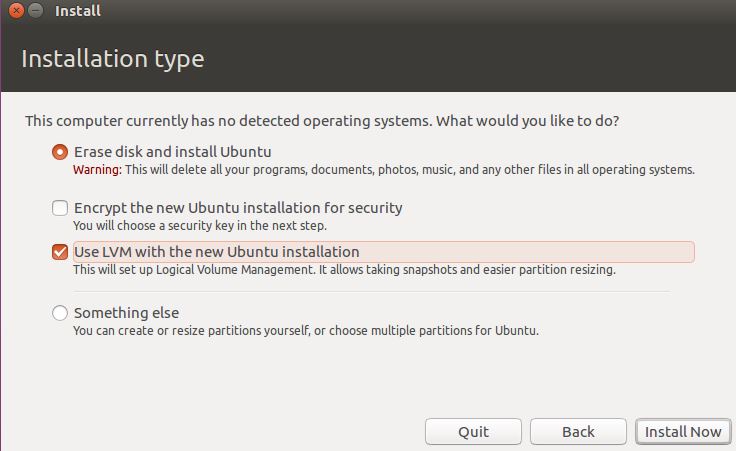 Install
Installation type
This computer currently has no detected operating systems. What would you like to do?
Erase disk and install Ubuntu
Warning: This will delete all your programs, documents, photos, music, and any other files in all operating systems.
Encrypt the new Ubuntu installation for security
You will choose a security key in the next step.
Use LVM with the new Ubuntu installation
This will set up Logical Volume Management. It allows taking snapshots and easier partition resizing.
Something else
You can create or resize partitions yourself, or choose multiple partitions for Ubuntu.
Quit Back Install Now